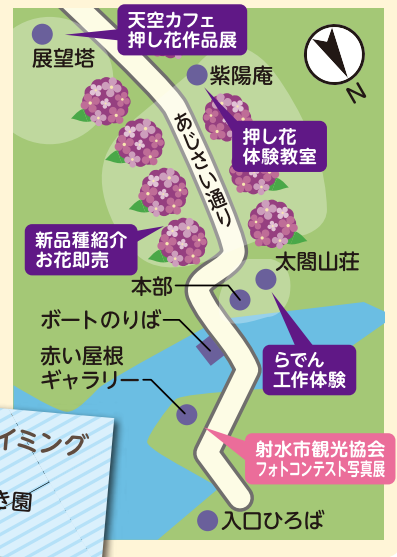 天空カフェ
押し花作品展
展望塔
紫陽庵
N
押し花
体験教室
あじさい通り
新品種紹介
お花即売
太閤山荘
本部
ボートのりば
らでん
工作体験
赤い屋根
ギャラリー
射水市観光協会
フォトコンテスト写真展
入口ひろば
イミング
き園